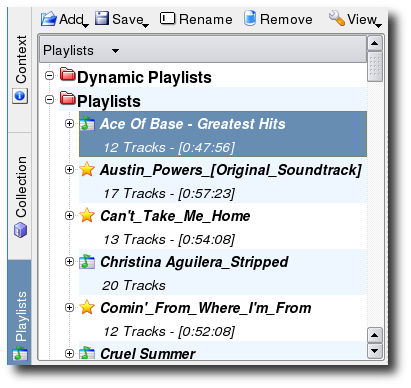 Add Save Rename Remove View
Playlists
Context
Collection
Playlists
Dynamic Playlists
Playlists
Ace Of Base - Greatest Hits
12 Tracks - [0:47:56]
Austin_Powers_[Original_Soundtrack]
17 Tracks - [0:57:23]
Can't_Take_Me_Home
13 Tracks - [0:54:08]
Christina Aguilera_Stripped
20 Tracks
Comin'_From_Where_I'm_From
12 Tracks - [0:52:08]
Cruel Summer